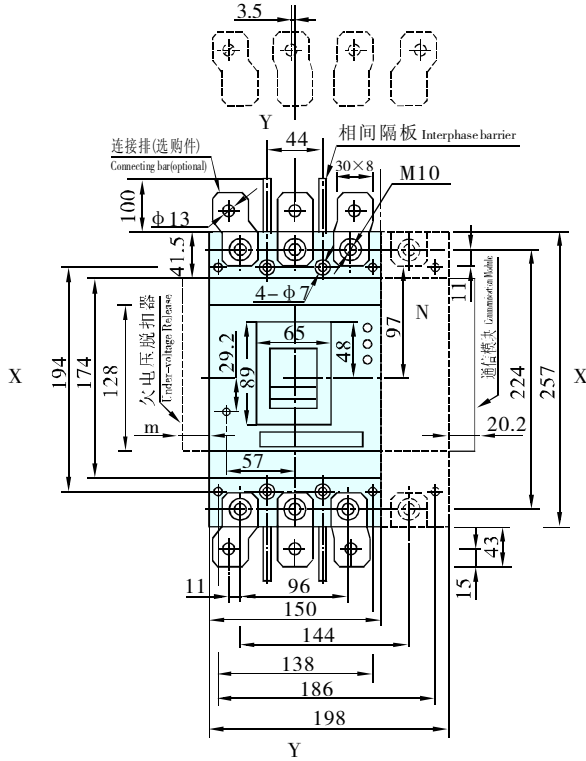 3.5
Y
44
相间隔板 Interphase barrier
连接排(选购件)
Connecting bar(optional)
30×8
M10
100
φ13
41.5
4-φ7
11
N
97
欠电压脱扣器
Under-voltage Release
通信模块 Communication Module
65
48
29.2
89
X
194
174
128
224
257
X
m
20.2
57
43
15
11
96
150
144
138
186
198
Y